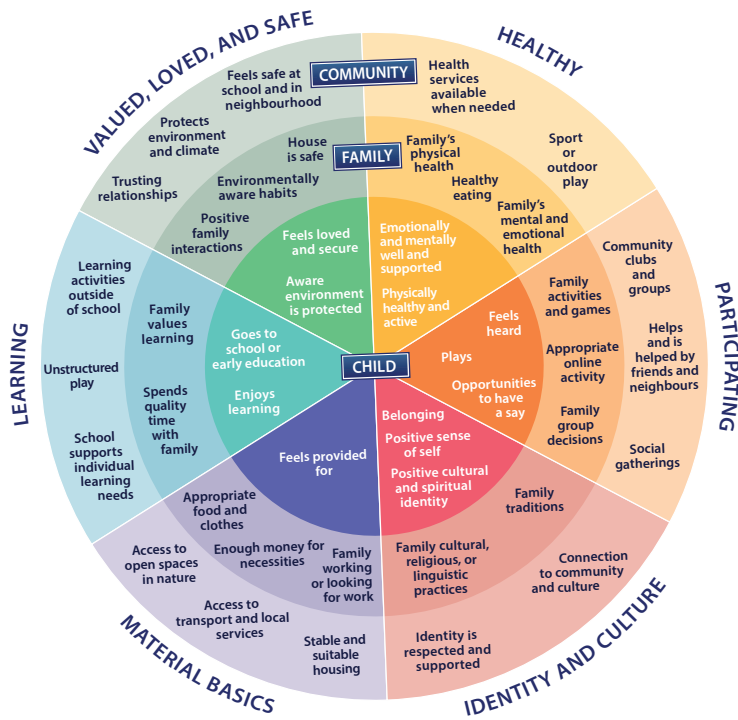 VALUED, LOVED, AND SAFE
Feels safe at
school and in
neighbourhood
Protects
environment
and climate
Trusting
relationships
House
is safe
Environmentally
aware habits
Positive
family
interactions
Feels loved
and secure
Aware
environment
is protected
COMMUNITY
FAMILY
CHILD
HEALTHY
Health
services
available
when needed
Sport
or
outdoor
play
Family's
physical
health
Healthy
eating
Family's
mental and
emotional
health
Emotionally
and mentally
well and
supported
Physically
healthy and
active
PARTICIPATING
Community
clubs
and
groups
Helps
and is
helped by
friends and
neighbours
Social
gatherings
Family
activities
and games
Appropriate
online
activity
Family
group
decisions
Feels
heard
Plays
Opportunities
to have
a say
IDENTITY AND CULTURE
Belonging
Positive sense
of self
Positive cultural
and spiritual
identity
Family
traditions
Family cultural,
religious, or
linguistic
practices
Connection
to community
and culture
Identity is
respected and
supported
MATERIAL BASICS
Feels provided
for
Appropriate
food and
clothes
Enough money for
necessities
Family
working
or looking
for work
Access to
open spaces
in nature
Access to
transport and local
services
Stable and
suitable
housing
LEARNING
Learning
activities
outside
of school
Unstructured
play
School
supports
individual
learning
needs
Family
values
learning
Spends
quality
time
with
family
Goes to
school or
early education
Enjoys
learning